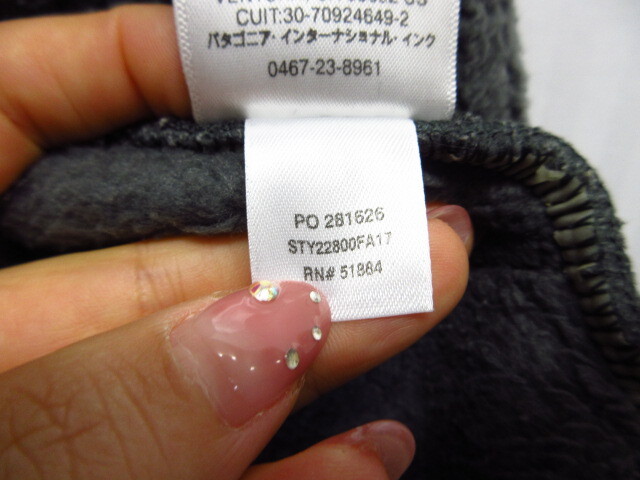 CUIT:30-70924649-2
パタゴニア・インターナショナル・インク
0467-23-8961
PO 281626
STY22800FA17
RN# 51884